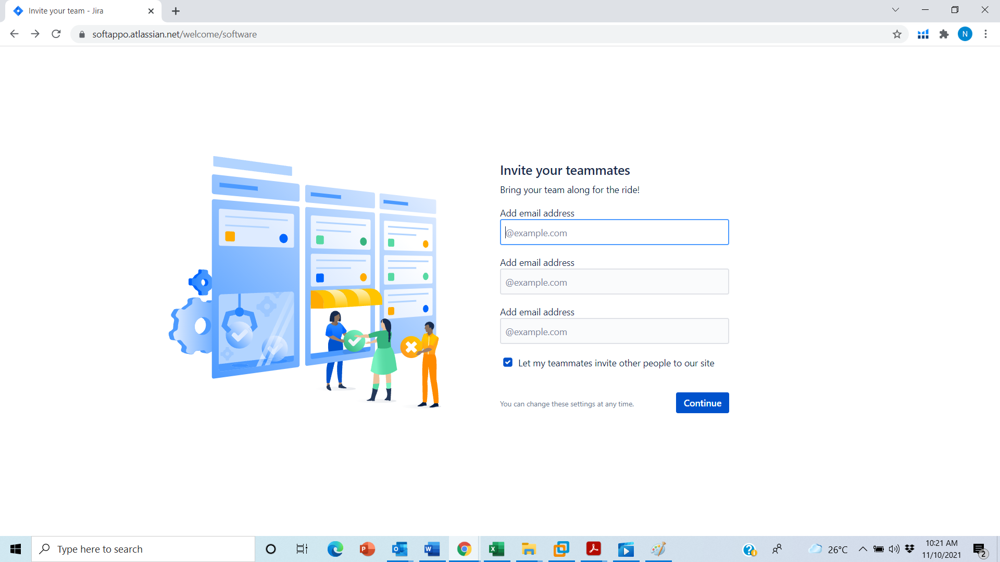 Invite your team - Jira
softappo.atlassian.net/welcome/software
N
Invite your teammates
Bring your team along for the ride!
Add email address
@example.com
Add email address
@example.com
Add email address
@example.com
Let my teammates invite other people to our site
You can change these settings at any time.
Continue
Type here to search
26°C
10:21 AM
11/10/2021
2